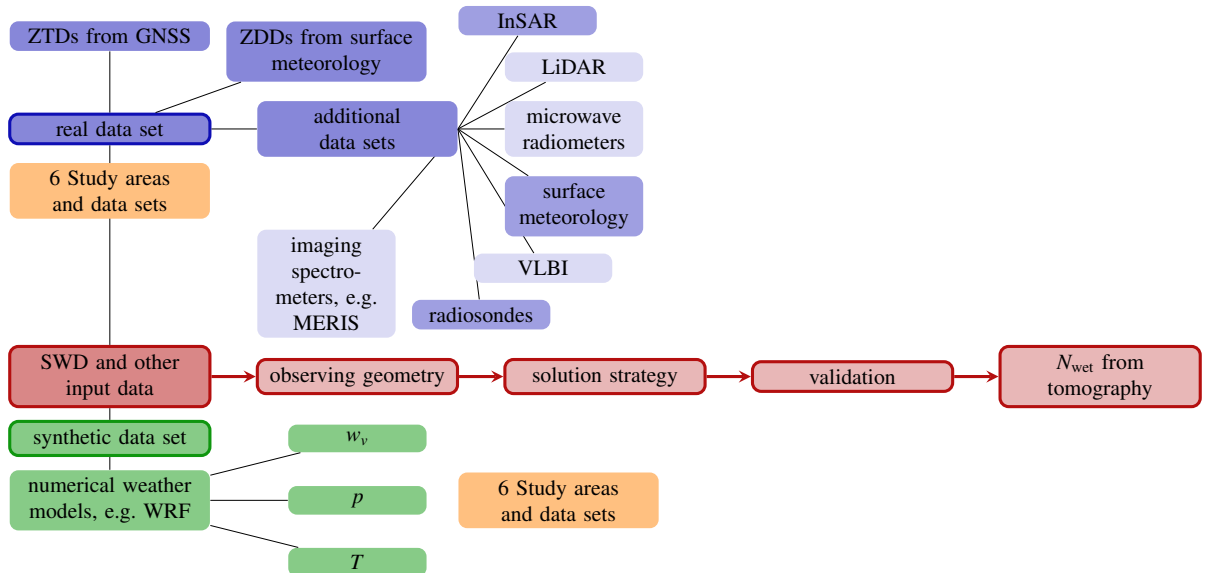 ZTDs from GNSS
ZDDs from surface
meteorology
InSAR
LiDAR
real data set
additional
data sets
microwave
radiometers
6 Study areas
and data sets
surface
meteorology
imaging
spectro-
meters, e.g.
MERIS
VLBI
radiosondes
SWD and other
input data
observing geometry
solution strategy
validation
N_wet from
tomography
synthetic data set
w_v
numerical weather
models, e.g. WRF
p
6 Study areas
and data sets
T